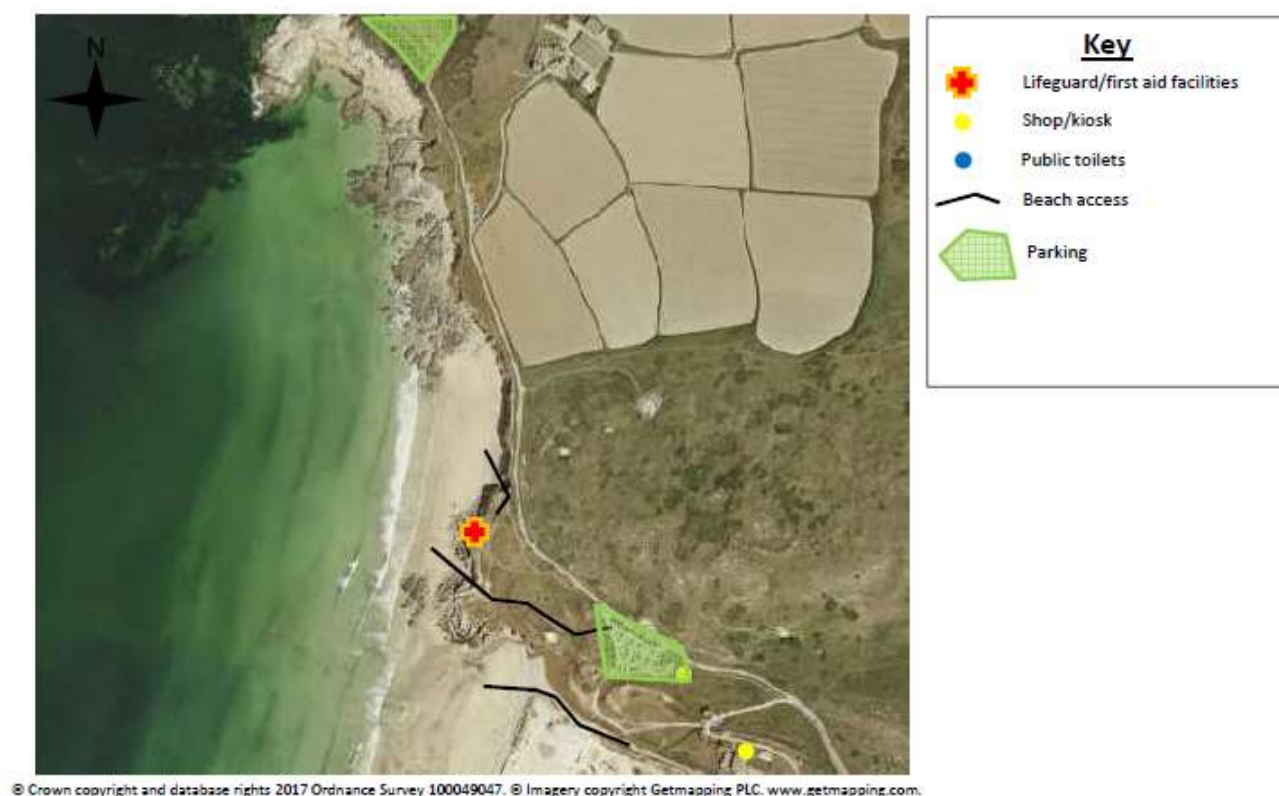 N
Key
Lifeguard/first aid facilities
Shop/kiosk
Public toilets
Beach access
Parking
© Crown copyright and database rights 2017 Ordnance Survey 100049047. © Imagery copyright Getmapping PLC. www.getmapping.com.